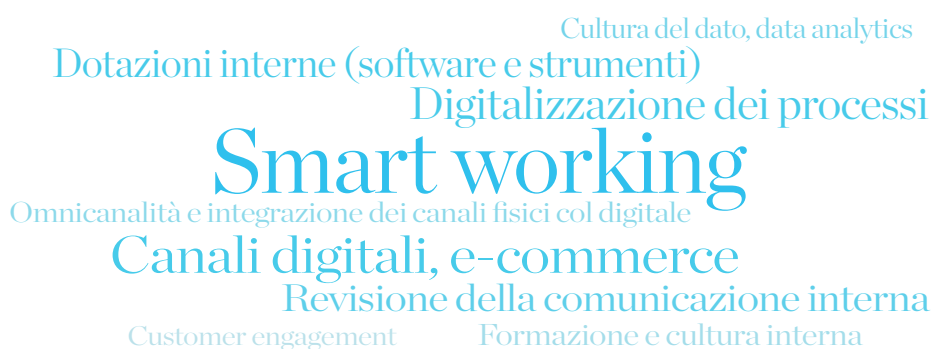 Cultura del dato, data analytics
Dotazioni interne (software e strumenti)
Digitalizzazione dei processi
Smart working
Omnicanalità e integrazione dei canali fisici col digitale
Canali digitali, e-commerce
Revisione della comunicazione interna
Customer engagement
Formazione e cultura interna